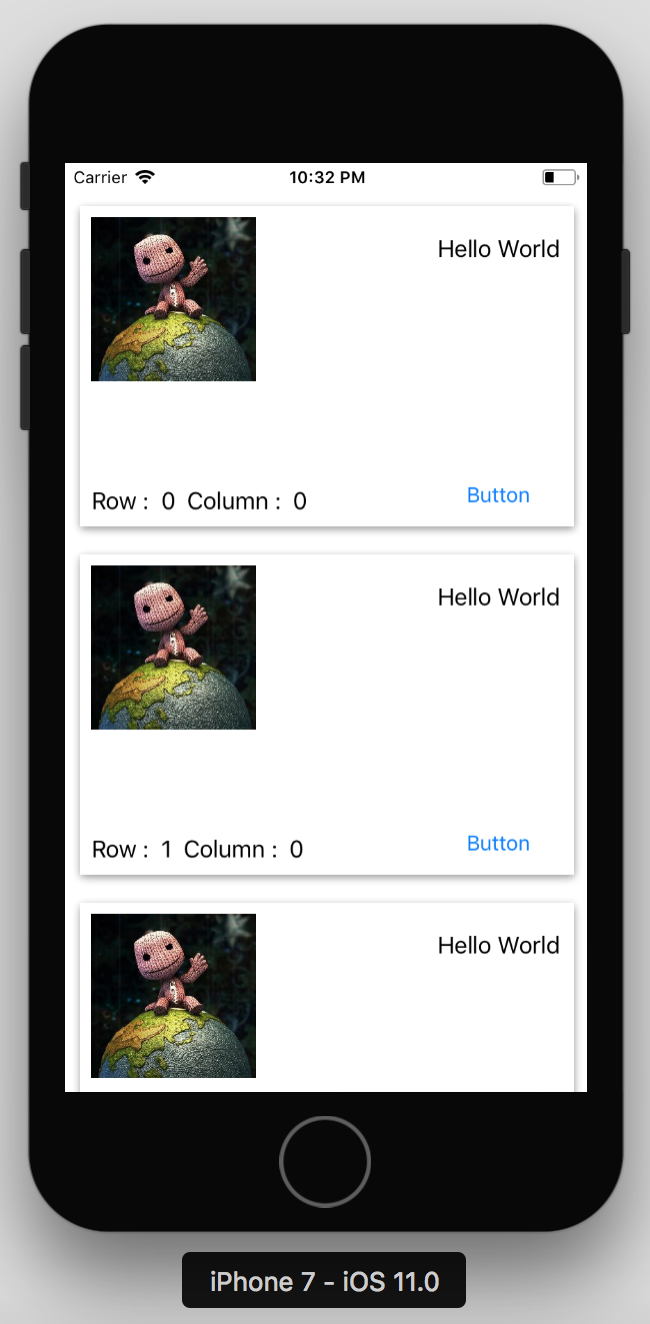 Carrier 10:32 PM
Hello World
Row :  0  Column :  0 Button
Hello World
Row :  1  Column :  0 Button
Hello World
iPhone 7 - iOS 11.0